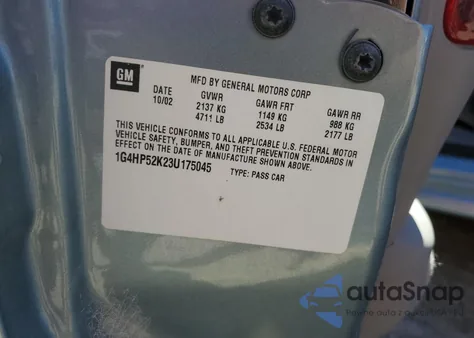 GM
MFD BY GENERAL MOTORS CORP
DATE GVWR GAWR FRT GAWR RR
10/02 2137 KG 1149 KG 988 KG
4711 LB 2534 LB 2177 LB
THIS VEHICLE CONFORMS TO ALL APPLICABLE U.S. FEDERAL MOTOR
VEHICLE SAFETY, BUMPER, AND THEFT PREVENTION STANDARDS IN
EFFECT ON THE DATE OF MANUFACTURE SHOWN ABOVE.
1G4HP52K23U175045 TYPE: PASS CAR
autoSnap